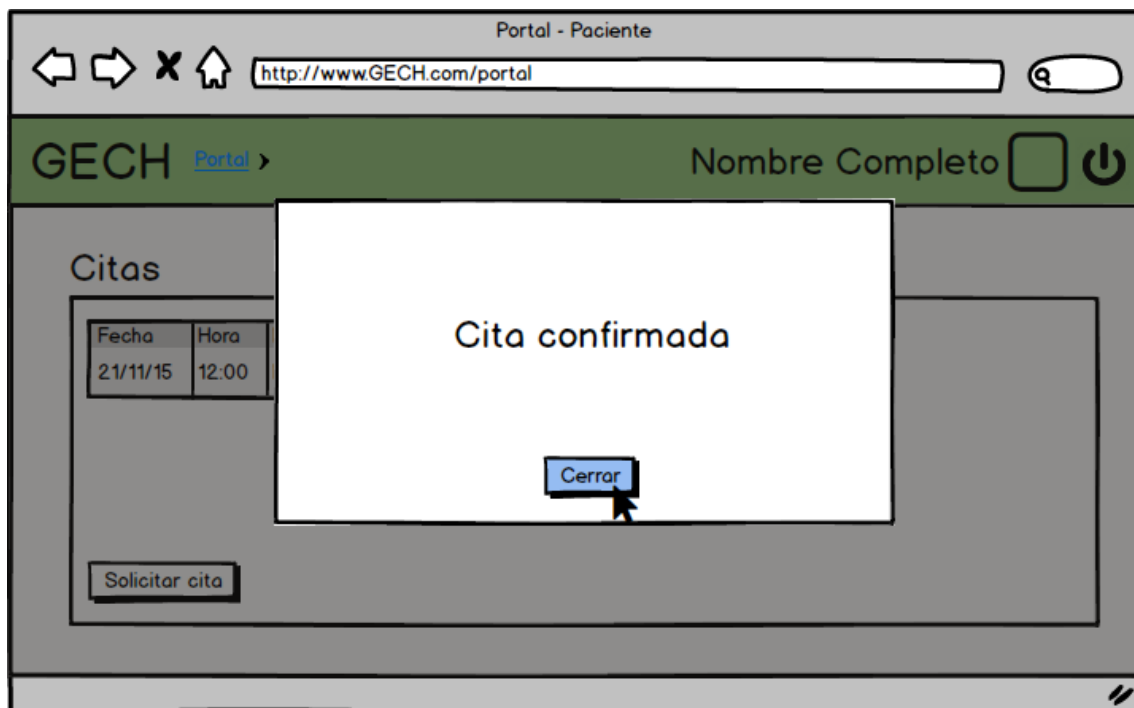 Portal - Paciente
http://www.GECH.com/portal
GECH Portal > Nombre Completo
Citas
Fecha Hora
21/11/15 12:00
Cita confirmada
Cerrar
Solicitar cita